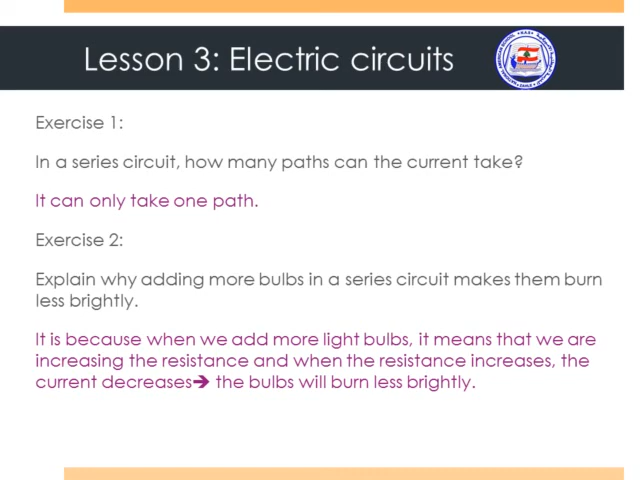 Lesson 3: Electric circuits
Exercise 1:
In a series circuit, how many paths can the current take?
It can only take one path.
Exercise 2:
Explain why adding more bulbs in a series circuit makes them burn
less brightly.
It is because when we add more light bulbs, it means that we are
increasing the resistance and when the resistance increases, the
current decreases➔ the bulbs will burn less brightly.